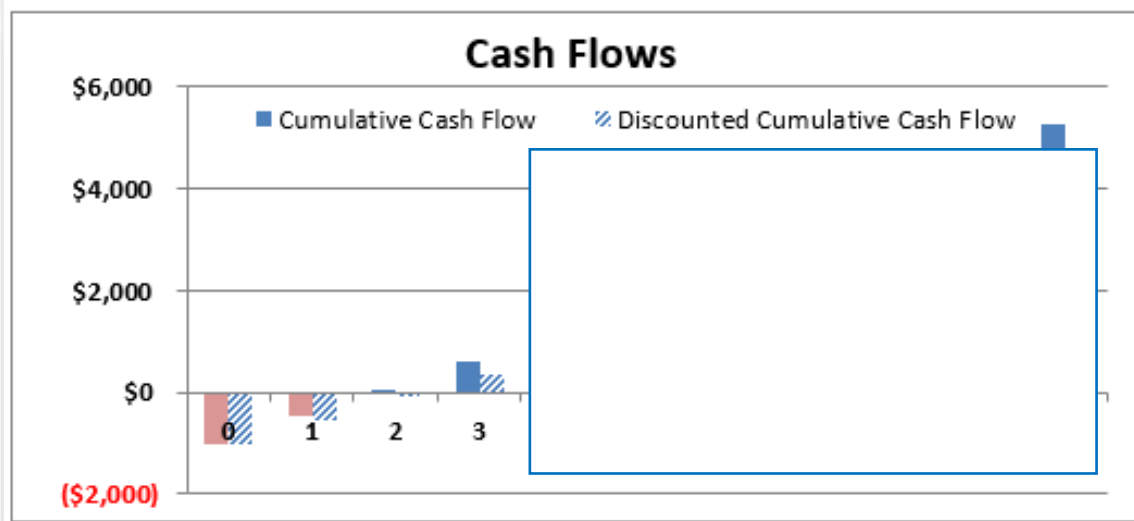 Cash Flows
$6,000
Cumulative Cash Flow Discounted Cumulative Cash Flow
$4,000
$2,000
$0
0 1 2 3
($2,000)